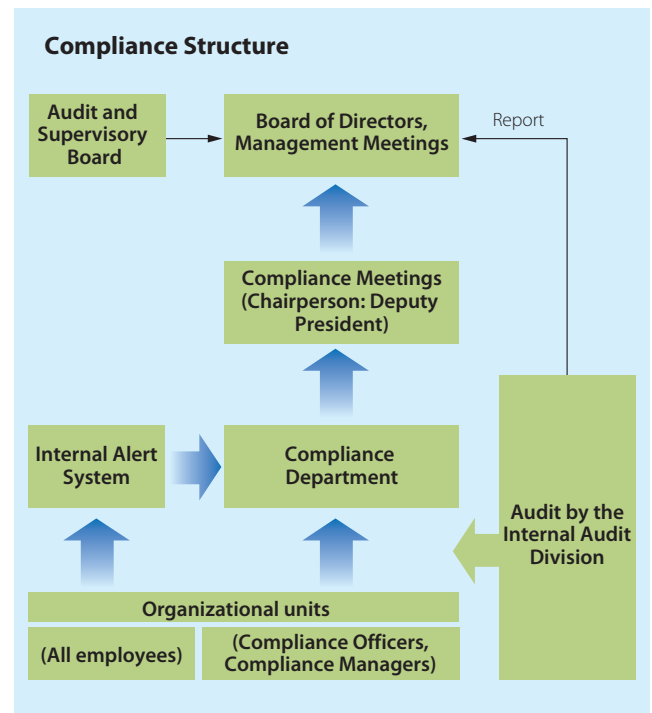 Compliance Structure
Audit and
Supervisory
Board
Board of Directors,
Management Meetings
Report
Compliance Meetings
(Chairperson: Deputy
President)
Internal Alert
System
Compliance
Department
Audit by the
Internal Audit
Division
Organizational units
(All employees)
(Compliance Officers,
Compliance Managers)